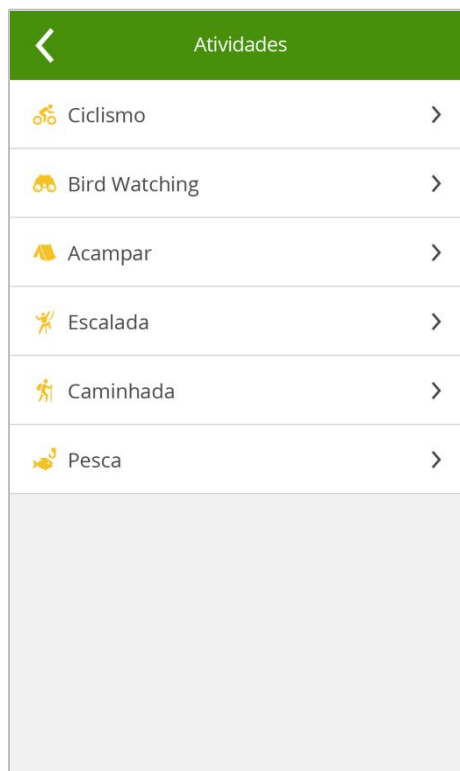 Atividades
Ciclismo
Bird Watching
Acampar
Escalada
Caminhada
Pesca